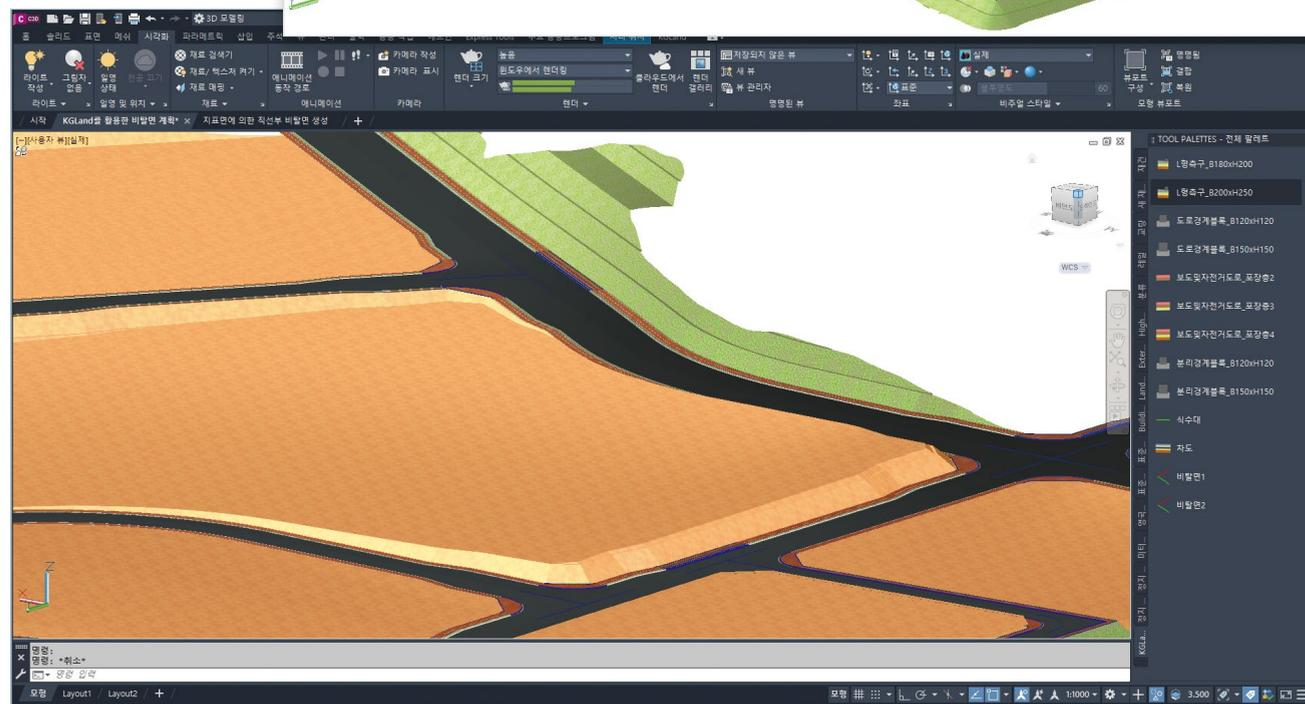 C C3D 3D 모델링
홈 솔리드 표면 메쉬 시각화 파라메트릭 삽입
라이트 작성 그림자 없음 일영 상태 천공 끄기 재료 검색기 애니메이션 동작 경로 카메라 작성 렌더 크기 높음 클라우드에서 렌더 렌더 갤러리 저장되지 않은 뷰 실제 뷰포트 구성 명명됨
재료/텍스처 켜기 카메라 표시 윈도우에서 렌더링 새 뷰 결합
재료 매핑 뷰 관리자 표준 불투명도 60 복원
라이트 일영 및 위치 재료 애니메이션 카메라 렌더 명명된 뷰 좌표 비주얼 스타일 모형 뷰포트
시작 KGLand를 활용한 비탈면 계획* 지표면에 의한 직선부 비탈면 생성
[-][사용자 뷰][실제]
WCS
TOOL PALETTES - 전체 팔레트
L형측구_B180xH200
L형측구_B200xH250
도로경계블록_B120xH120
도로경계블록_B150xH150
보도및자전거도로_포장층2
보도및자전거도로_포장층3
보도및자전거도로_포장층4
분리경계블록_B120xH120
분리경계블록_B150xH150
식수대
차도
비탈면1
비탈면2
High...
Exter...
Land...
Buildi...
KGLa...
Z
X
명령:
명령: *취소*
명령 입력
모형 Layout1 Layout2 모형 1:1000 3.500